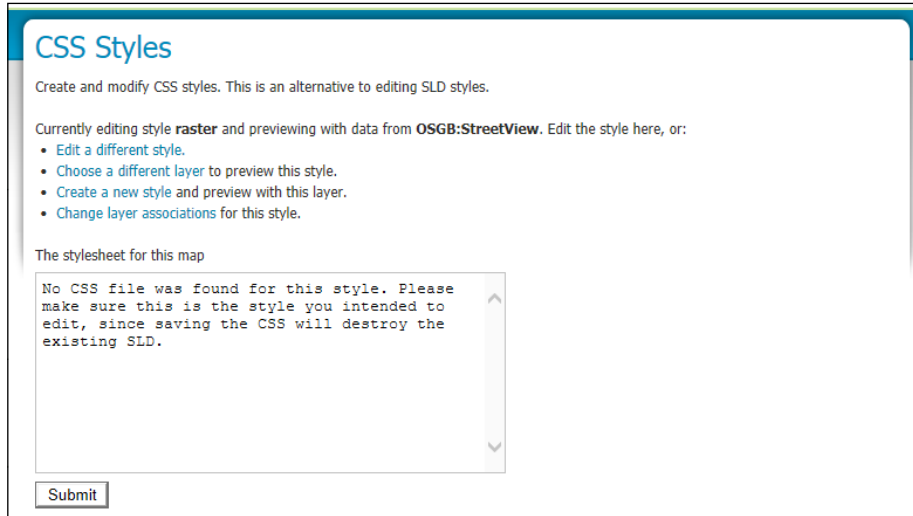 CSS Styles
Create and modify CSS styles. This is an alternative to editing SLD styles.
Currently editing style raster and previewing with data from OSGB:StreetView. Edit the style here, or:
• Edit a different style.
• Choose a different layer to preview this style.
• Create a new style and preview with this layer.
• Change layer associations for this style.
The stylesheet for this map
No CSS file was found for this style. Please
make sure this is the style you intended to
edit, since saving the CSS will destroy the
existing SLD.
Submit